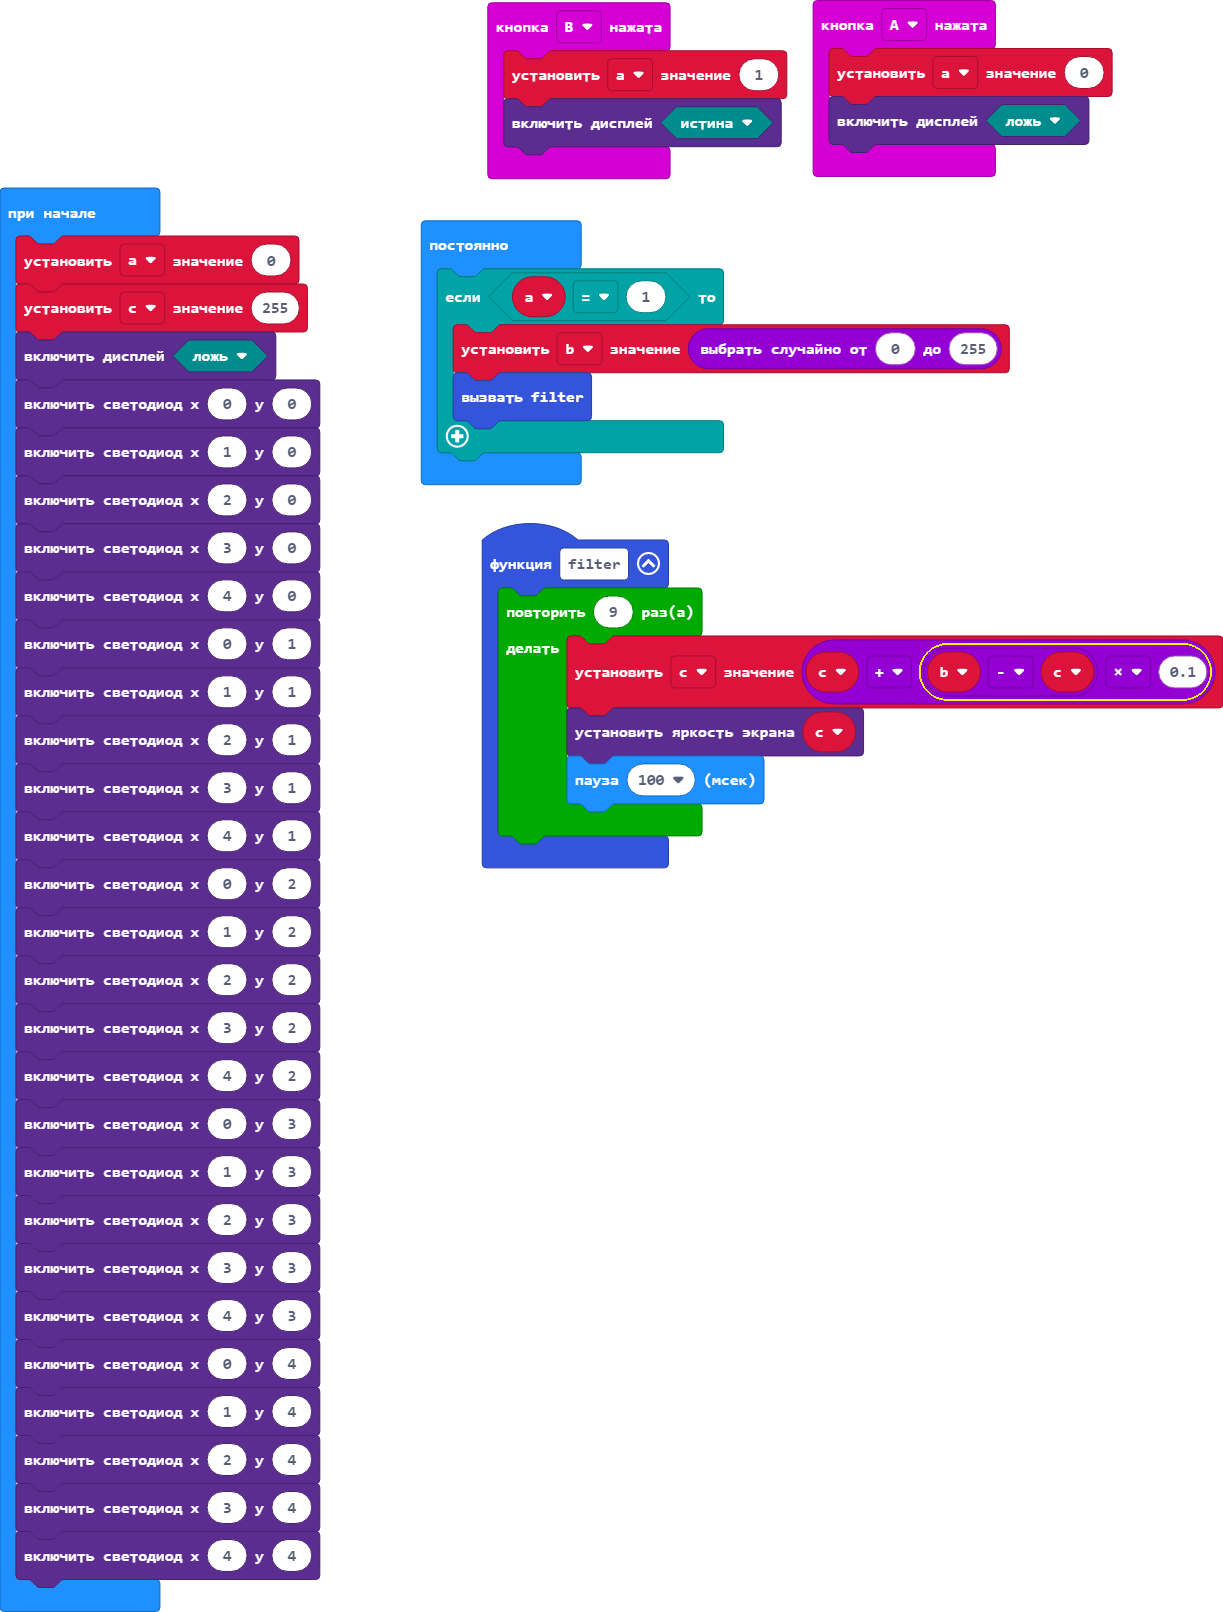 кнопка B нажата
установить a значение 1
включить дисплей истина
кнопка A нажата
установить a значение 0
включить дисплей ложь
при начале
установить a значение 0
установить c значение 255
включить дисплей ложь
включить светодиод x 0 y 0
включить светодиод x 1 y 0
включить светодиод x 2 y 0
включить светодиод x 3 y 0
включить светодиод x 4 y 0
включить светодиод x 0 y 1
включить светодиод x 1 y 1
включить светодиод x 2 y 1
включить светодиод x 3 y 1
включить светодиод x 4 y 1
включить светодиод x 0 y 2
включить светодиод x 1 y 2
включить светодиод x 2 y 2
включить светодиод x 3 y 2
включить светодиод x 4 y 2
включить светодиод x 0 y 3
включить светодиод x 1 y 3
включить светодиод x 2 y 3
включить светодиод x 3 y 3
включить светодиод x 4 y 3
включить светодиод x 0 y 4
включить светодиод x 1 y 4
включить светодиод x 2 y 4
включить светодиод x 3 y 4
включить светодиод x 4 y 4
постоянно
если a = 1 то
установить b значение выбрать случайно от 0 до 255
вызвать filter
функция filter
повторить 9 раз(а)
делать
установить c значение c + b - c × 0.1
установить яркость экрана c
пауза 100 (мсек)